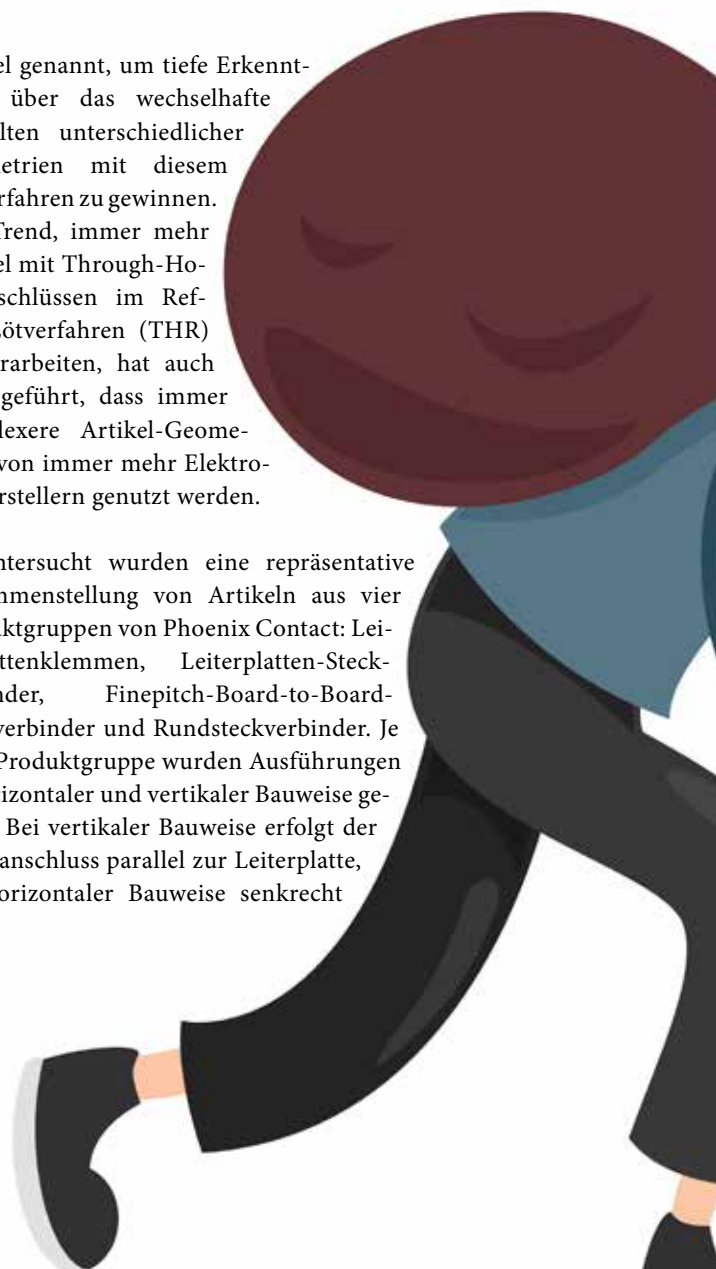 el genannt, um tiefe Erkennt-
über das wechselhafte
lten unterschiedlicher
etrien mit diesem
rfahren zu gewinnen.
Trend, immer mehr
el mit Through-Ho-
schlüssen im Ref-
ötverfahren (THR)
rarbeiten, hat auch
geführt, dass immer
lexere Artikel-Geome-
von immer mehr Elektro-
rstellern genutzt werden.
ntersucht wurden eine repräsentative
mmenstellung von Artikeln aus vier
uktgruppen von Phoenix Contact: Lei-
ttenklemmen, Leiterplatten-Steck-
nder, Finepitch-Board-to-Board-
verbinder und Rundsteckverbinder. Je
Produktgruppe wurden Ausführungen
rizontaler und vertikaler Bauweise ge-
Bei vertikaler Bauweise erfolgt der
anschluss parallel zur Leiterplatte,
orizontaler Bauweise senkrecht